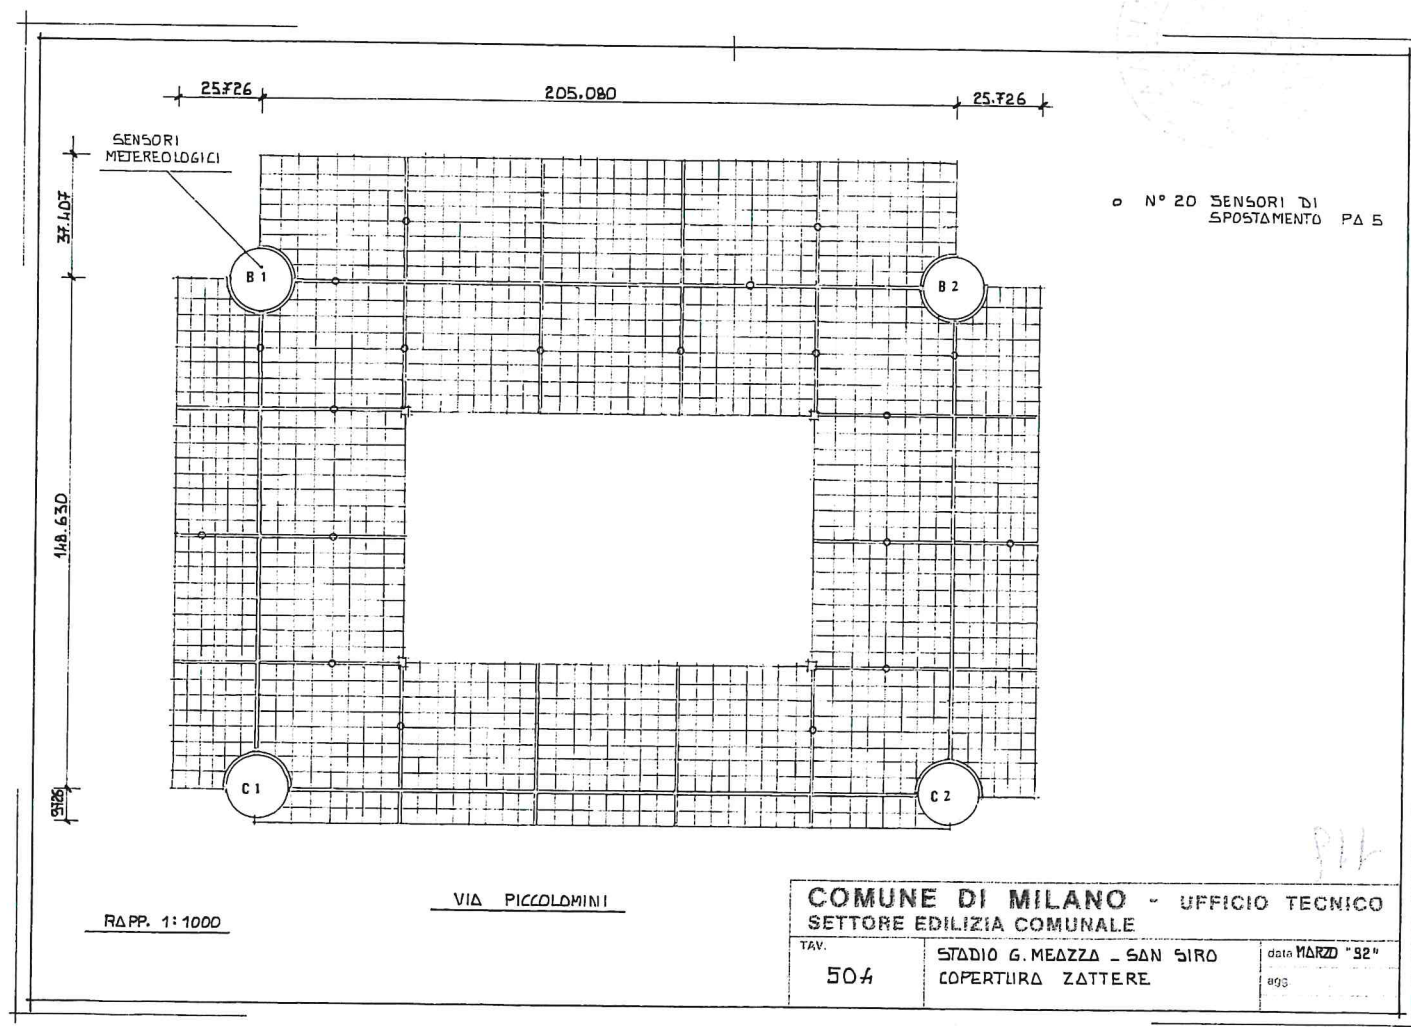 25.726
205.080
25.726
SENSORI
METEREOLOGICI
37.407
N° 20 SENSORI DI
SPOSTAMENTO PA 5
B 1
B 2
148.630
C 1
C 2
VIA PICCOLOMINI
RAPP. 1:1000
COMUNE DI MILANO - UFFICIO TECNICO
SETTORE EDILIZIA COMUNALE
TAV.
504
STADIO G. MEAZZA - SAN SIRO
COPERTURA ZATTERE
data MARZO "92"
agg.